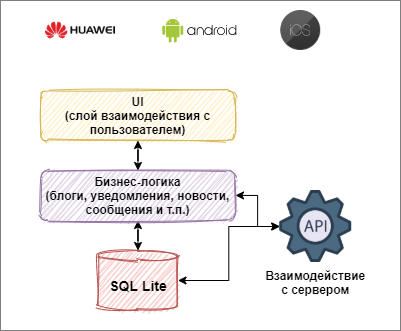 HUAWEI
android
iOS
UI
(слой взаимодействия с
пользователем)
Бизнес-логика
(блоги, уведомления, новости,
сообщения и т.п.)
API
SQL Lite
Взаимодействие
с сервером